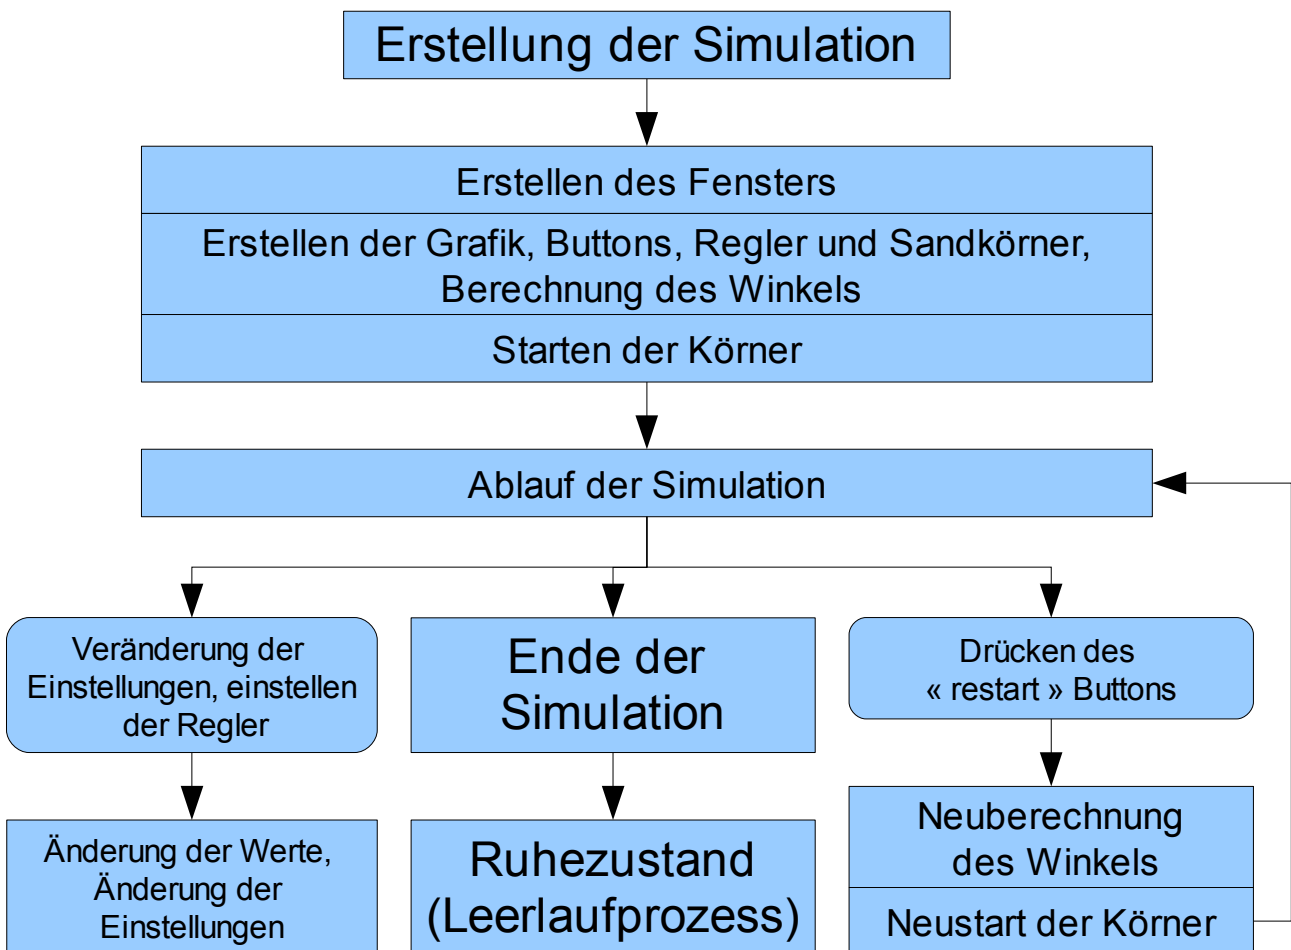 Erstellung der Simulation
Erstellen des Fensters
Erstellen der Grafik, Buttons, Regler und Sandkörner,
Berechnung des Winkels
Starten der Körner
Ablauf der Simulation
Veränderung der
Einstellungen, einstellen
der Regler
Ende der
Simulation
Drücken des
« restart » Buttons
Änderung der Werte,
Änderung der
Einstellungen
Ruhezustand
(Leerlaufprozess)
Neuberechnung
des Winkels
Neustart der Körner